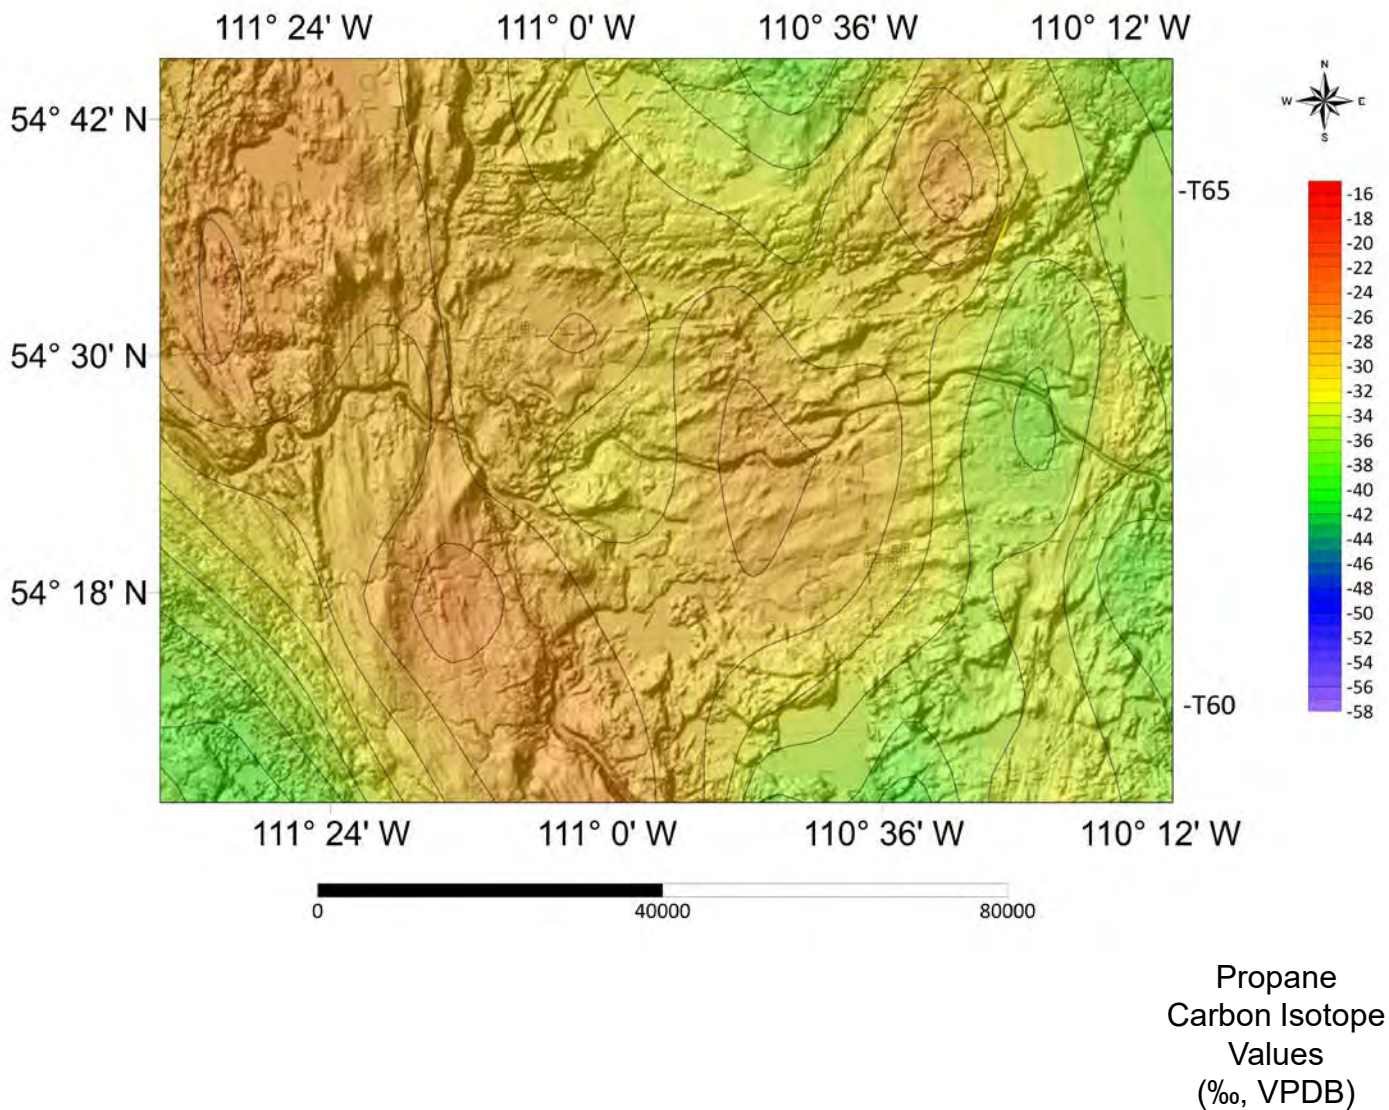 111° 24' W 111° 0' W 110° 36' W 110° 12' W
N
W E
S
54° 42' N
54° 30' N
54° 18' N
-T65
-T60
-16
-18
-20
-22
-24
-26
-28
-30
-32
-34
-36
-38
-40
-42
-44
-46
-48
-50
-52
-54
-56
-58
111° 24' W 111° 0' W 110° 36' W 110° 12' W
0 40000 80000
Propane
Carbon Isotope
Values
(‰, VPDB)